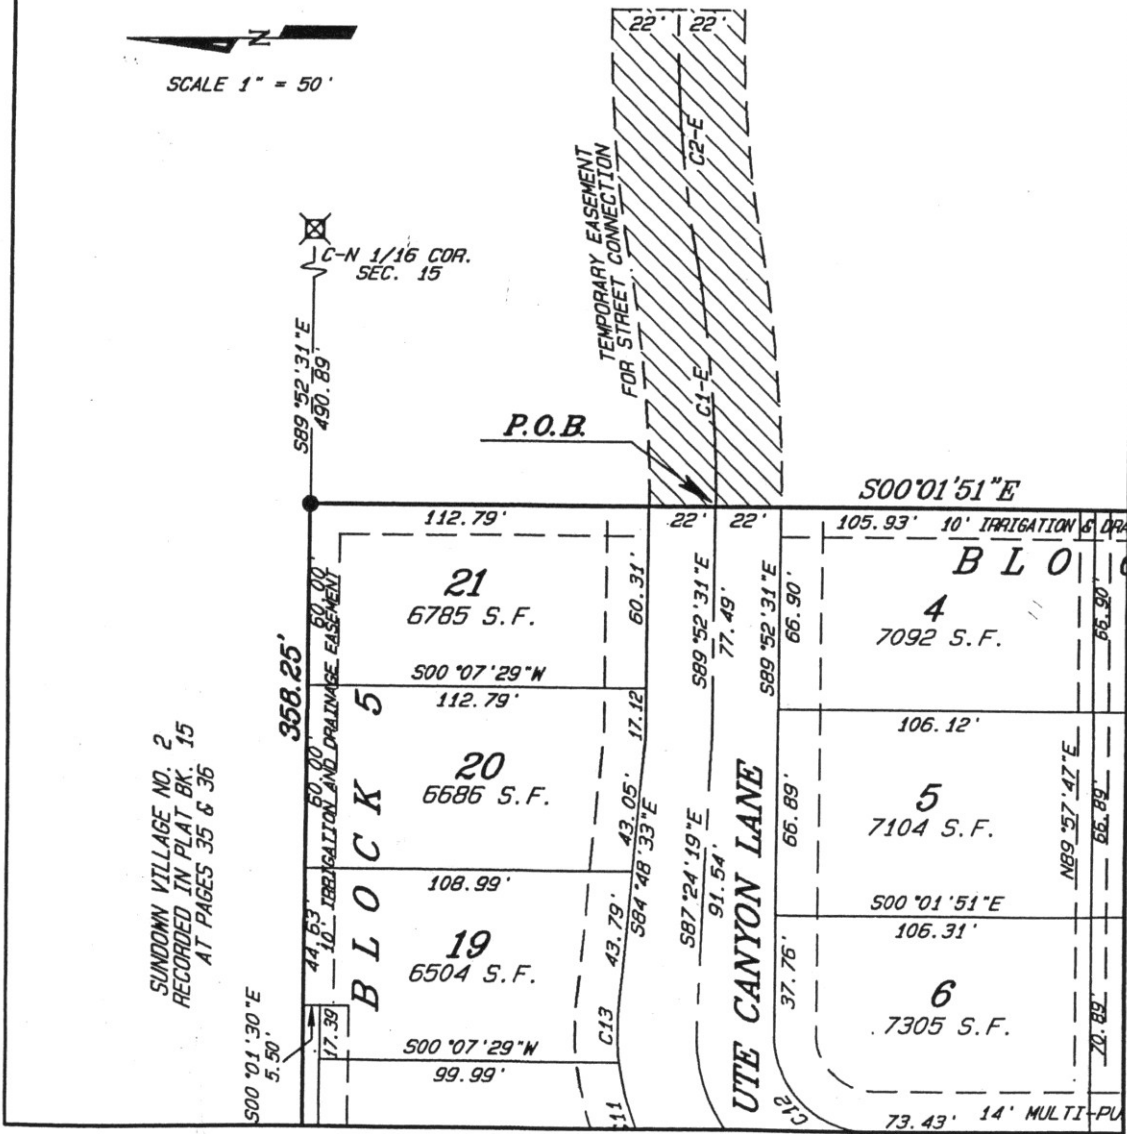 22' 22'
N
SCALE 1" = 50'
C2-E
TEMPORARY EASEMENT
FOR STREET CONNECTION
C-N 1/16 COR.
SEC. 15
S89°52'31"E
490.89'
C1-E
P.O.B.
S00°01'51"E
112.79'
22' 22'
105.93' 10' IRRIGATION & DRA
BLO
60.00'
10' IRRIGATION AND DRAINAGE EASEMENT
21
6785 S.F.
60.31'
S89°52'31"E
77.49'
S89°52'31"E
66.90'
4
7092 S.F.
66.90'
358.25'
S00°07'29"W
112.79'
17.12
106.12'
SUNDOWN VILLAGE NO. 2
RECORDED IN PLAT BK. 15
AT PAGES 35 & 36
60.00'
BLOCK 5
20
6686 S.F.
43.05'
S84°48'33"E
S87°24'19"E
91.54'
UTE CANYON LANE
66.89'
5
7104 S.F.
N89°57'47"E
66.89'
108.99'
S00°01'51"E
106.31'
44.63'
19
6504 S.F.
43.79'
37.76'
6
7305 S.F.
70.89'
S00°01'30"E
5.50'
17.39
C13
S00°07'29"W
99.99'
C11
C12
73.43' 14' MULTI-PU